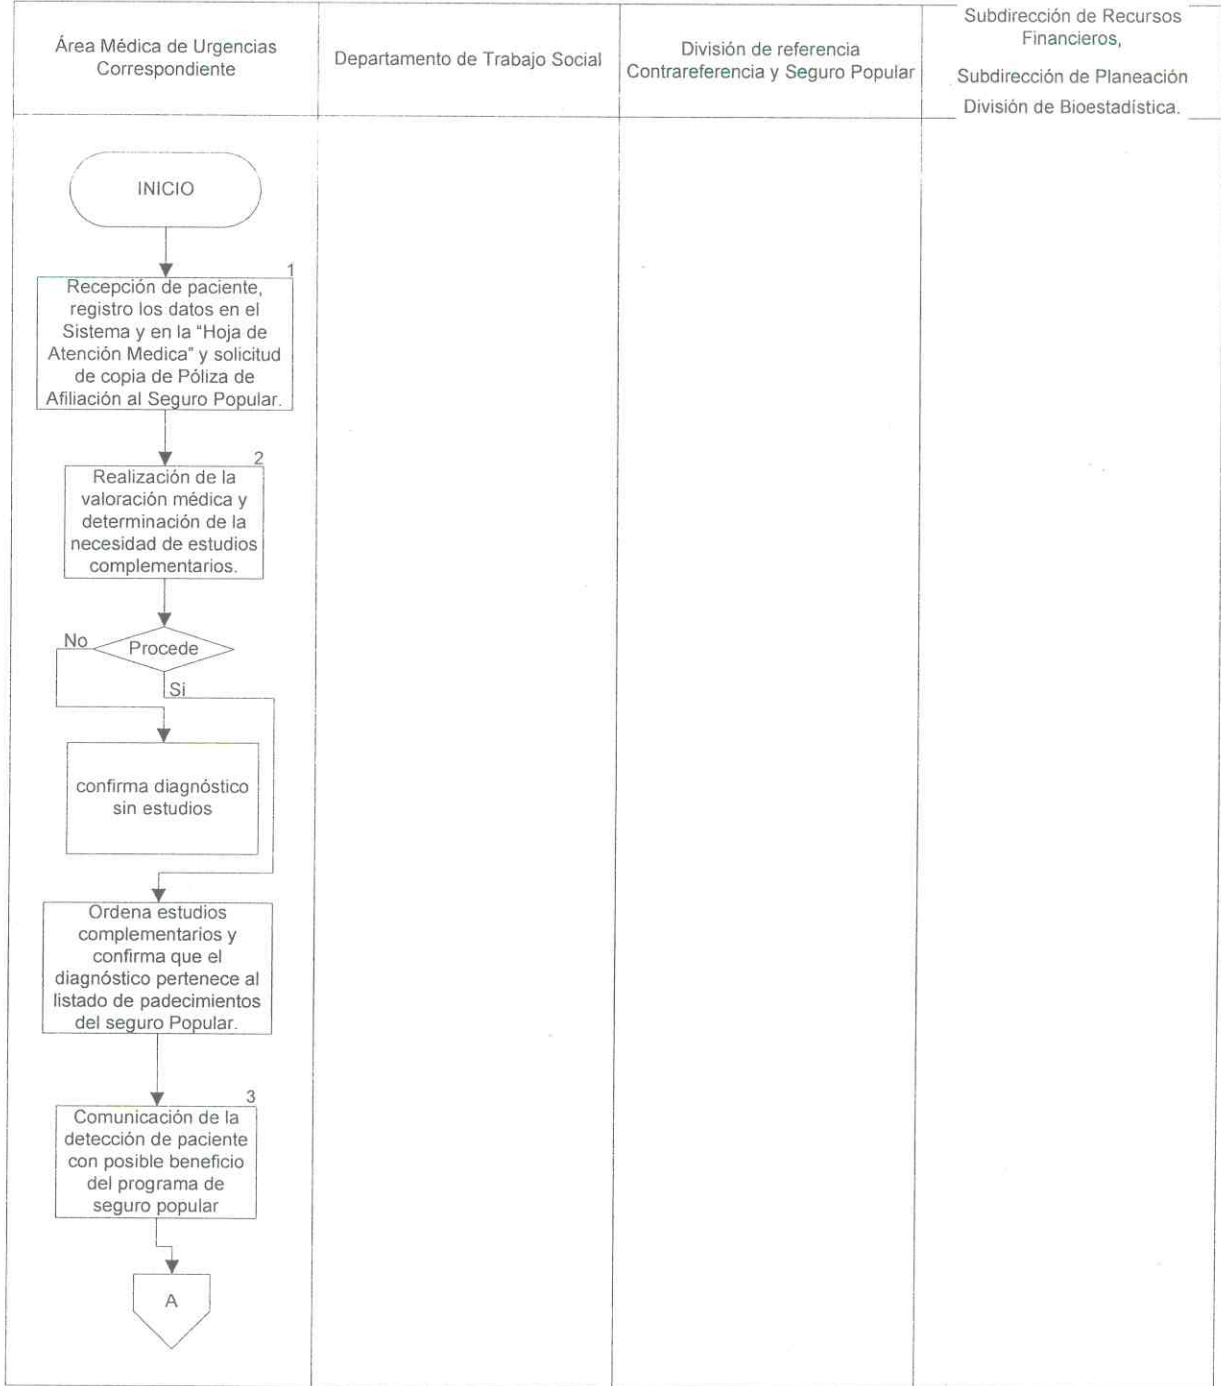 Área Médica de Urgencias
Correspondiente
Departamento de Trabajo Social
División de referencia
Contrareferencia y Seguro Popular
Subdirección de Recursos
Financieros,
Subdirección de Planeación
División de Bioestadística.
INICIO
1
Recepción de paciente,
registro los datos en el
Sistema y en la “Hoja de
Atención Medica” y solicitud
de copia de Póliza de
Afiliación al Seguro Popular.
2
Realización de la
valoración médica y
determinación de la
necesidad de estudios
complementarios.
No
Procede
Si
confirma diagnóstico
sin estudios
Ordena estudios
complementarios y
confirma que el
diagnóstico pertenece al
listado de padecimientos
del seguro Popular.
3
Comunicación de la
detección de paciente
con posible beneficio
del programa de
seguro popular
A